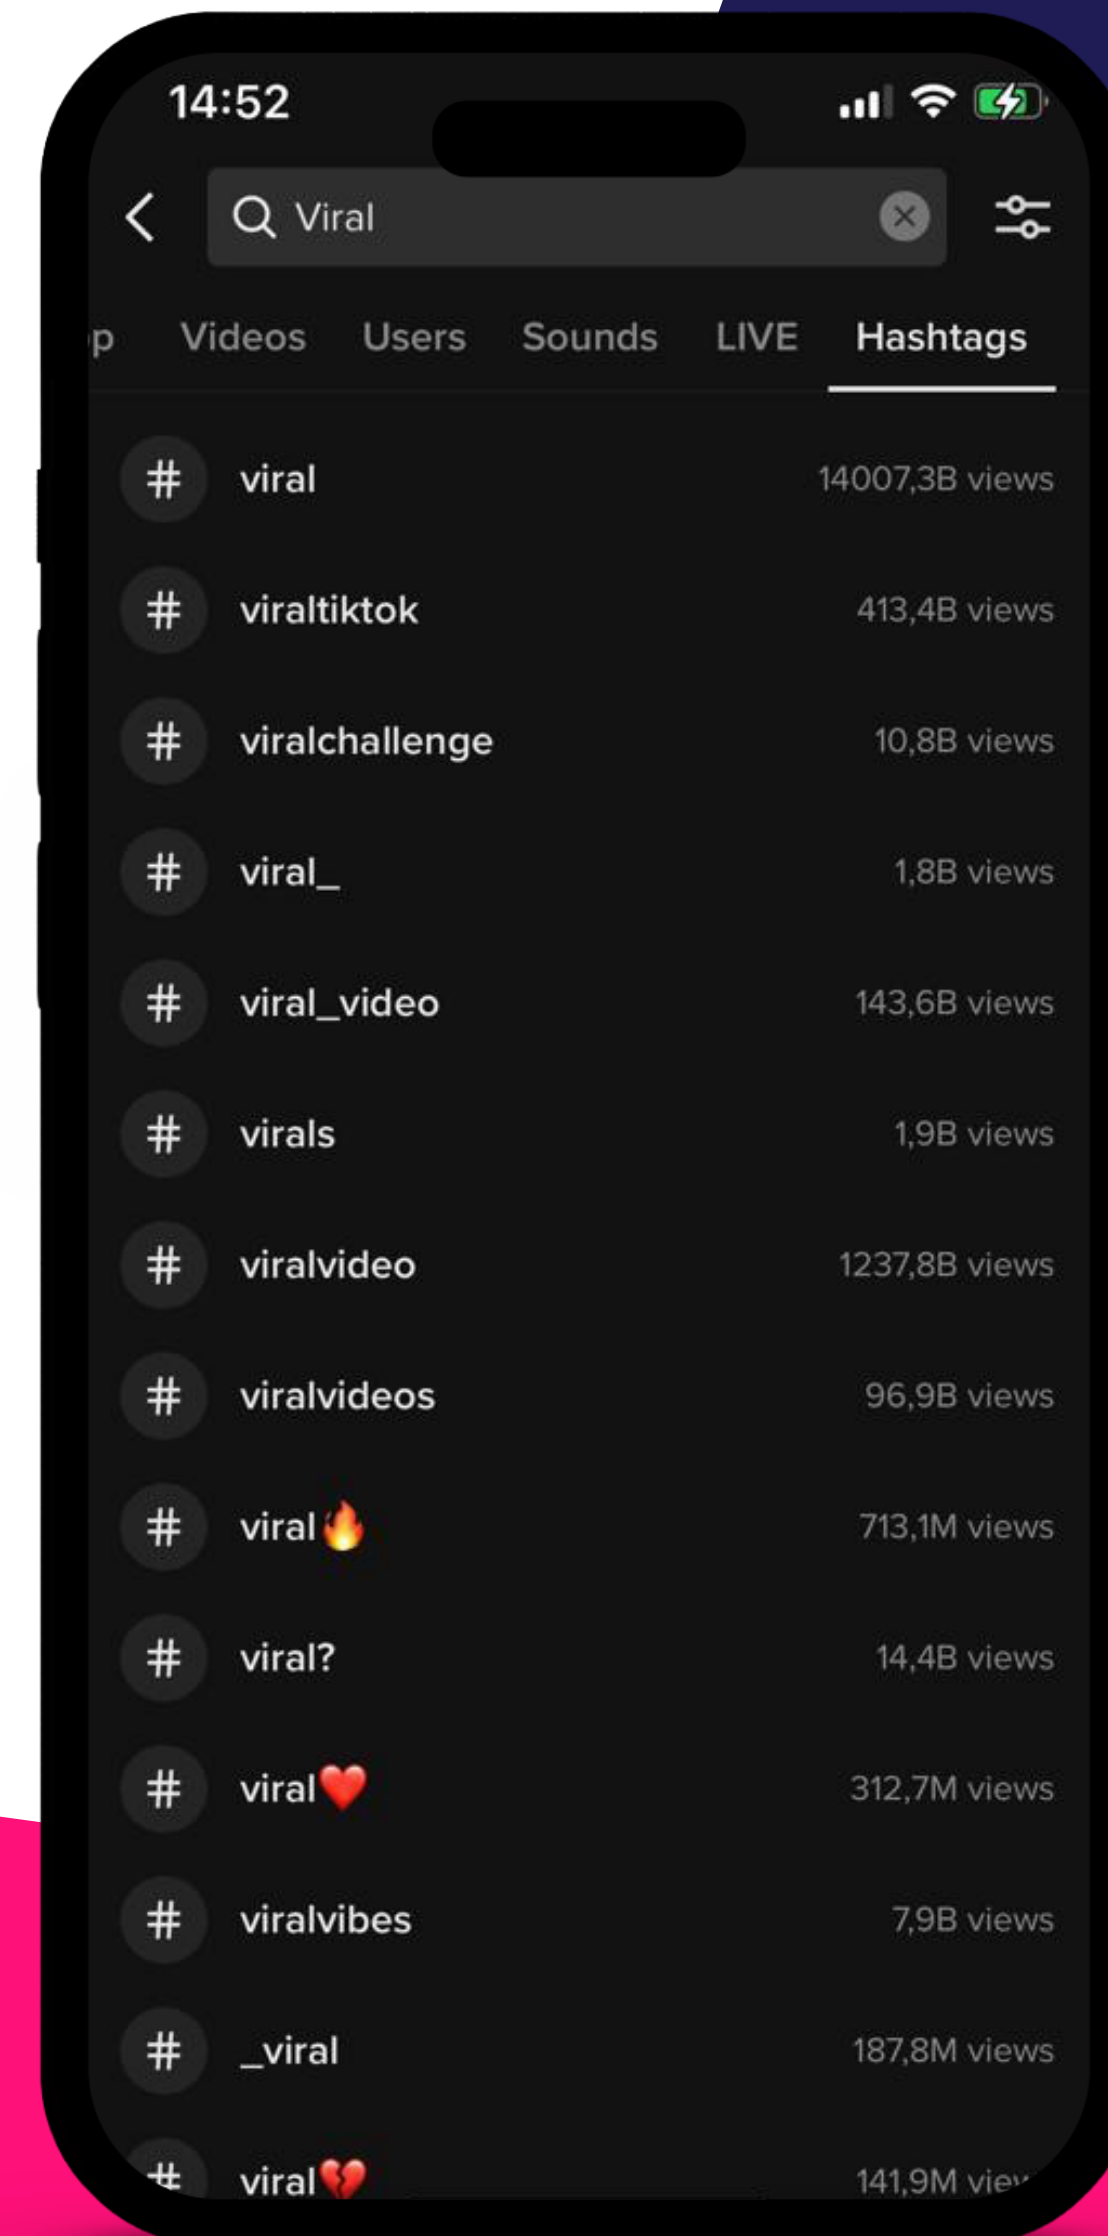 14:52
Viral
p Videos Users Sounds LIVE Hashtags
# viral 14007,3B views
# viraltiktok 413,4B views
# viralchallenge 10,8B views
# viral_ 1,8B views
# viral_video 143,6B views
# virals 1,9B views
# viralvideo 1237,8B views
# viralvideos 96,9B views
# viral🔥 713,1M views
# viral? 14,4B views
# viral❤️ 312,7M views
# viralvibes 7,9B views
# _viral 187,8M views
# viral💔 141,9M view